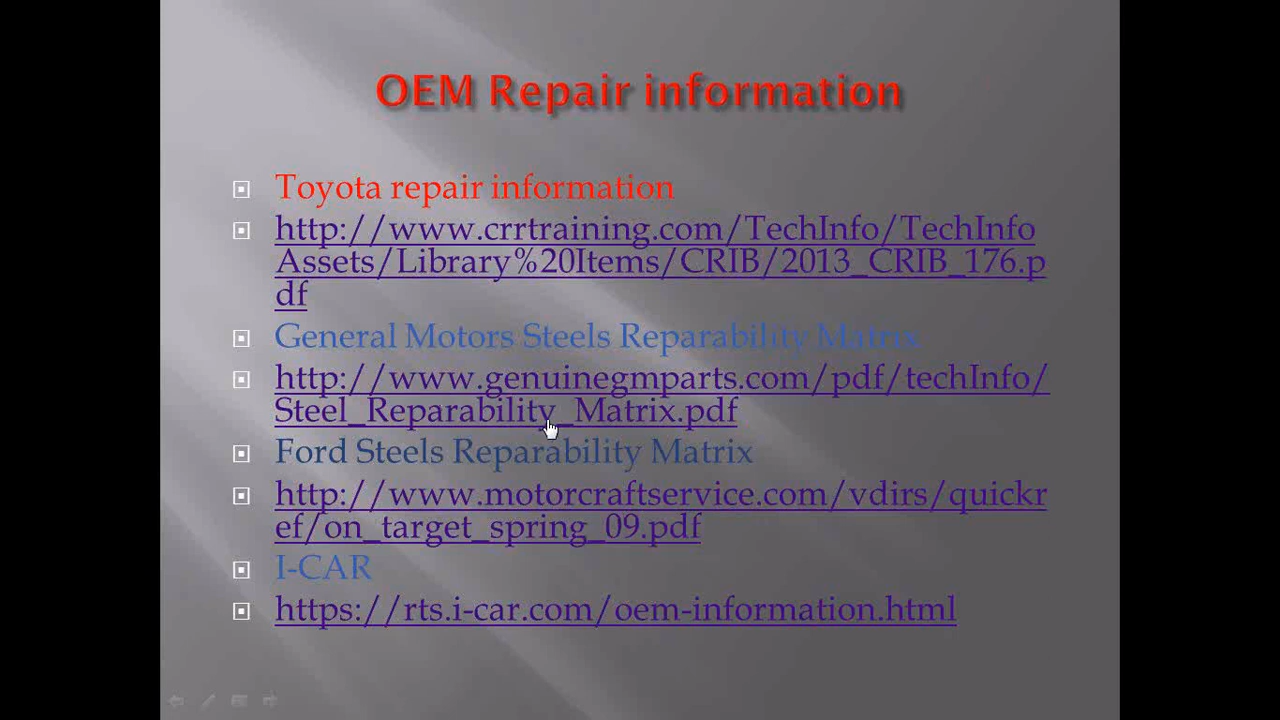 OEM Repair information
Toyota repair information
http://www.crrtraining.com/TechInfo/TechInfo
Assets/Library%20Items/CRIB/2013_CRIB_176.p
df
General Motors Steels Reparability Matrix
http://www.genuinegmparts.com/pdf/techInfo/
Steel_Reparability_Matrix.pdf
Ford Steels Reparability Matrix
http://www.motorcraftservice.com/vdirs/quickr
ef/on_target_spring_09.pdf
I-CAR
https://rts.i-car.com/oem-information.html